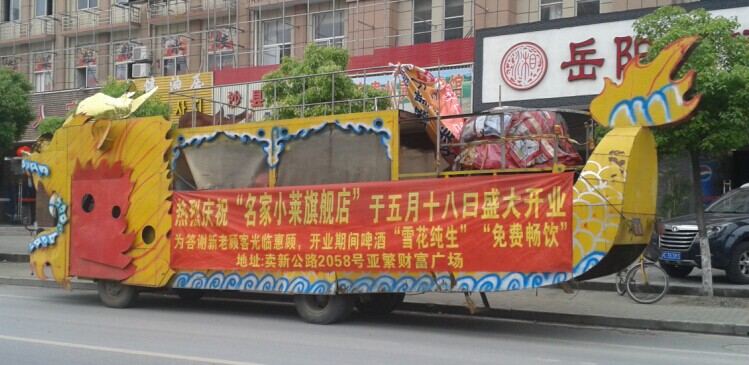 岳阳
沙县
热烈庆祝“名家小菜旗舰店”于五月十八日盛大开业
为答谢新老顾客光临惠顾，开业期间啤酒“雪花纯生”“免费畅饮”
地址:卖新公路2058号亚繁财富广场